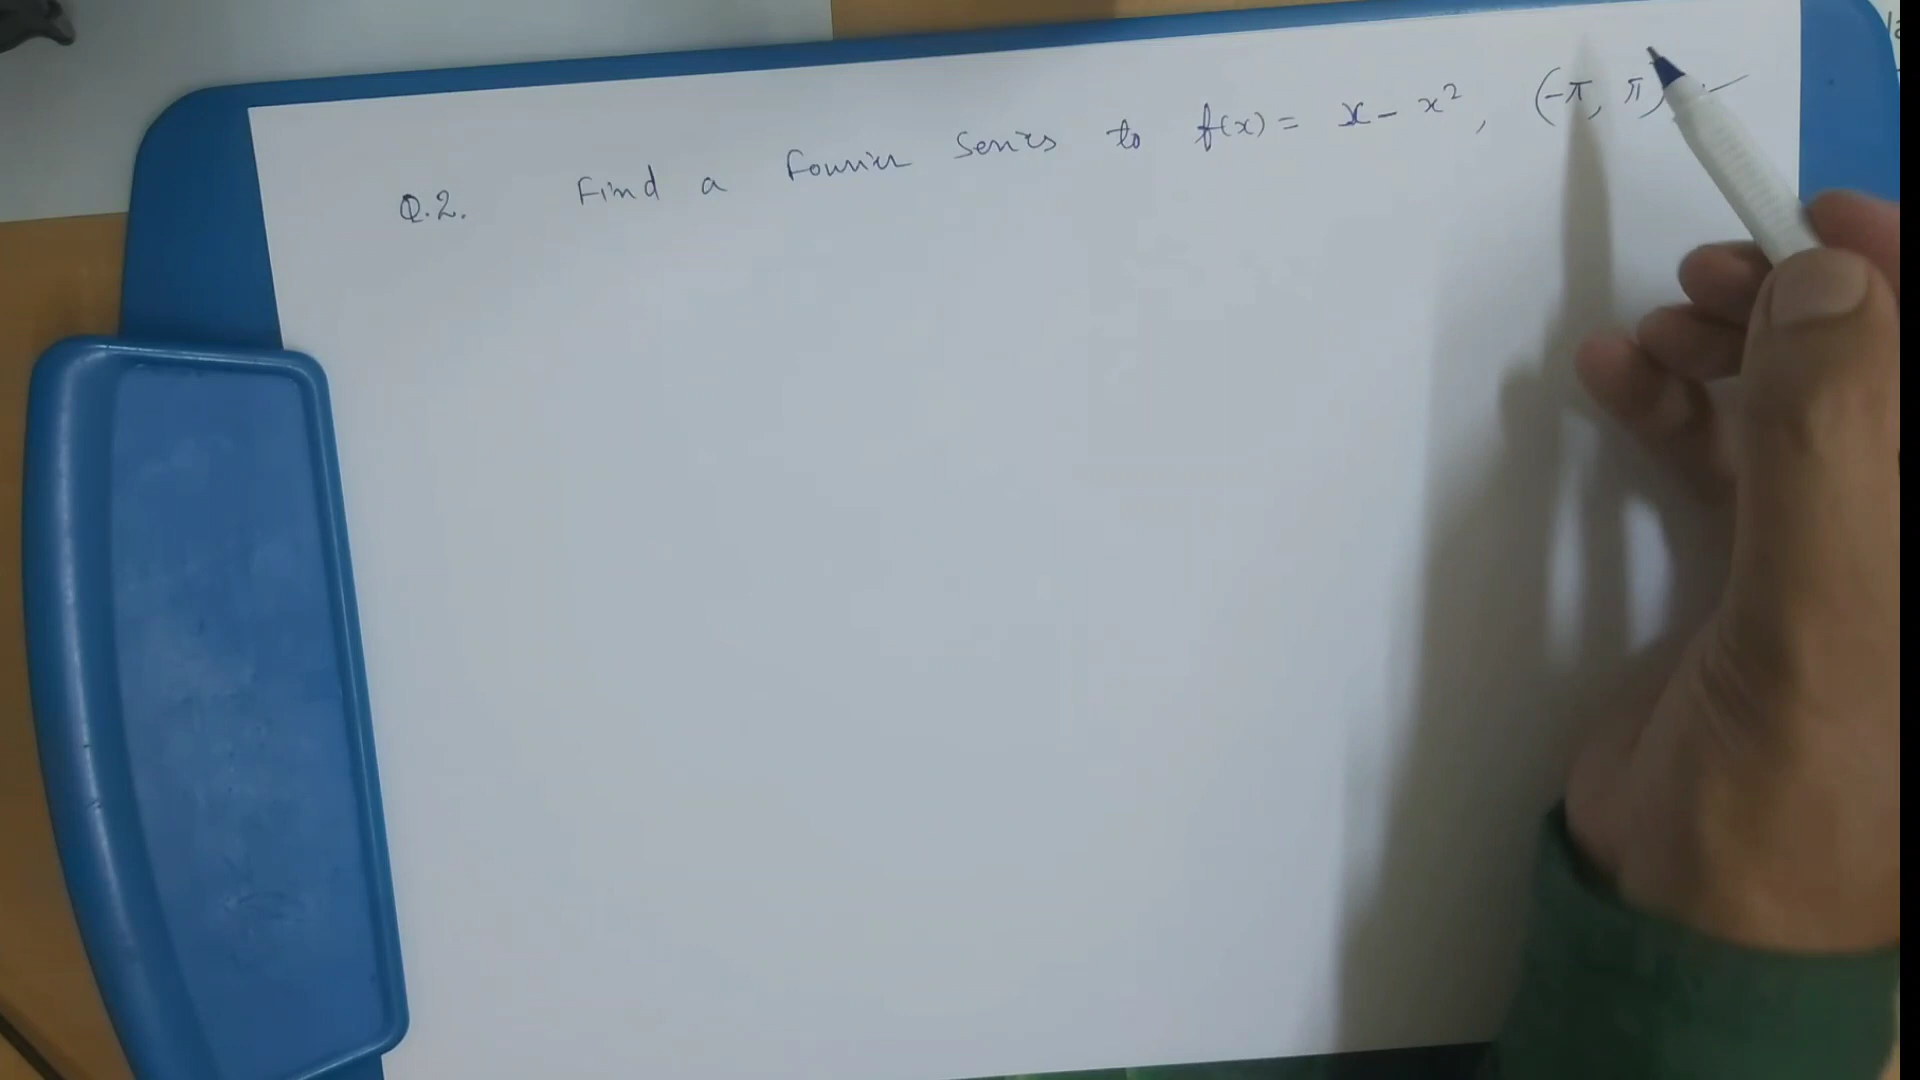 Q.2. Find a Fourier Series to f(x) = x - x², (-π, π).